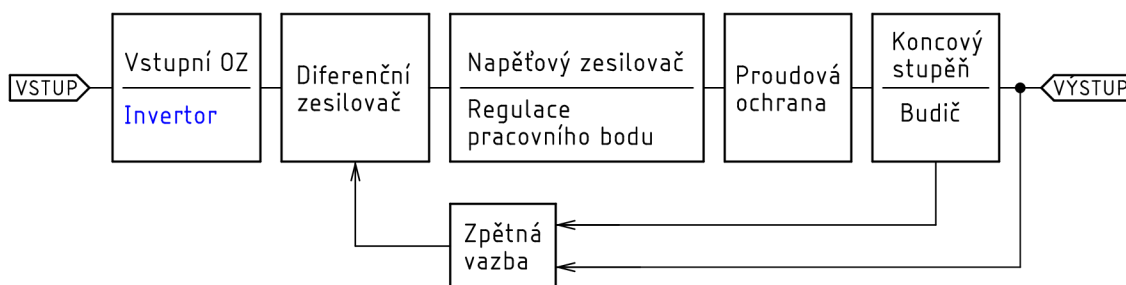 VSTUP
Vstupní OZ
Invertor
Diferenční
zesilovač
Napěťový zesilovač
Regulace
pracovního bodu
Proudová
ochrana
Koncový
stupěň
Budič
VÝSTUP
Zpětná
vazba